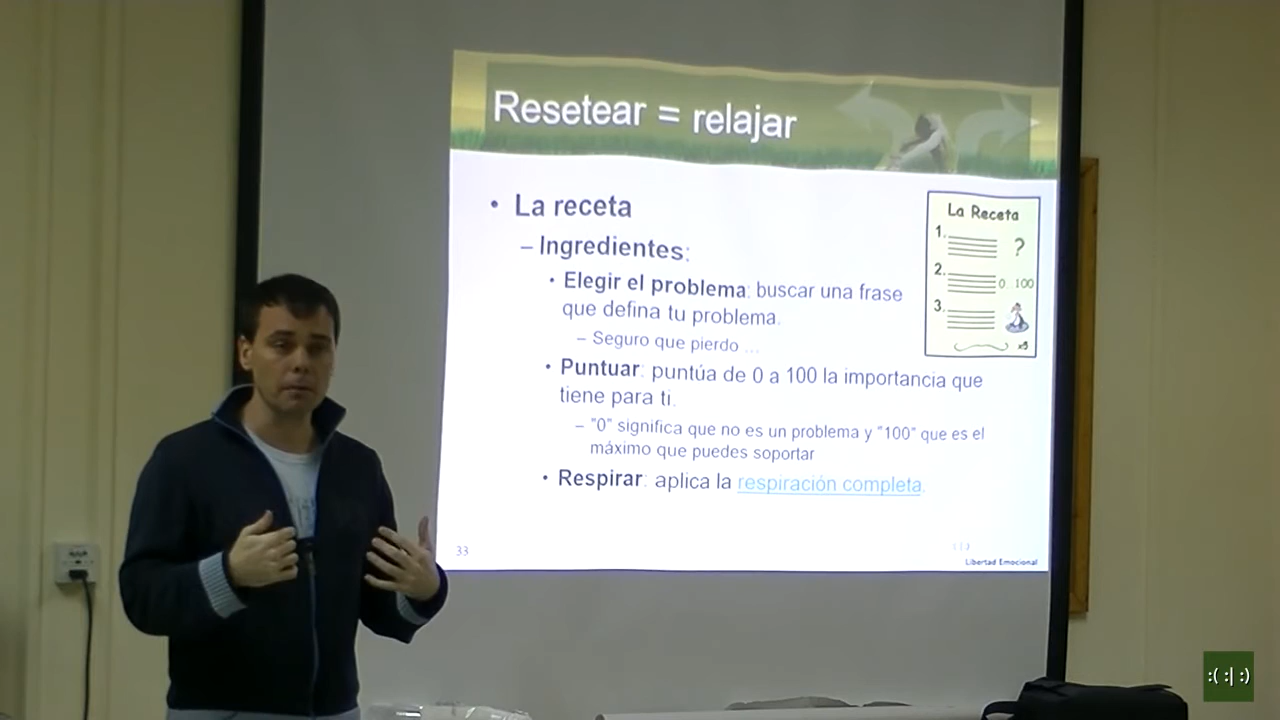 Resetear = relajar
• La receta
– Ingredientes:
• Elegir el problema: buscar una frase
que defina tu problema.
– Seguro que pierdo ...
• Puntuar: puntúa de 0 a 100 la importancia que
tiene para ti.
– "0" significa que no es un problema y "100" que es el
máximo que puedes soportar
• Respirar: aplica la respiración completa.
La Receta
1. ?
2. 0..100
3.
33
Libertad Emocional
:( :| :)